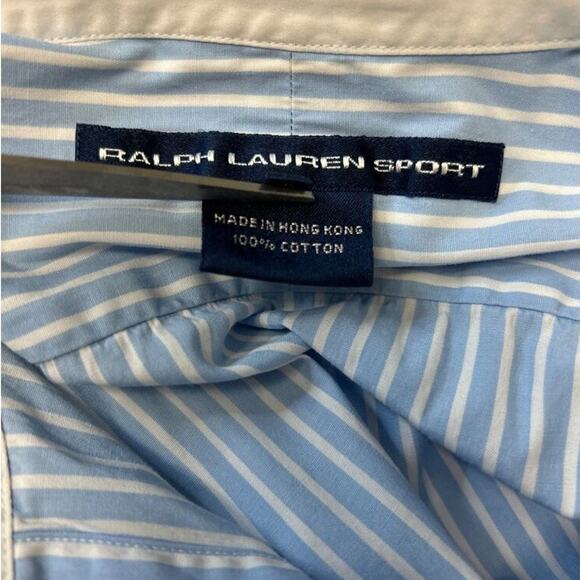 RALPH LAUREN SPORT
MADE IN HONG KONG
100% COTTON